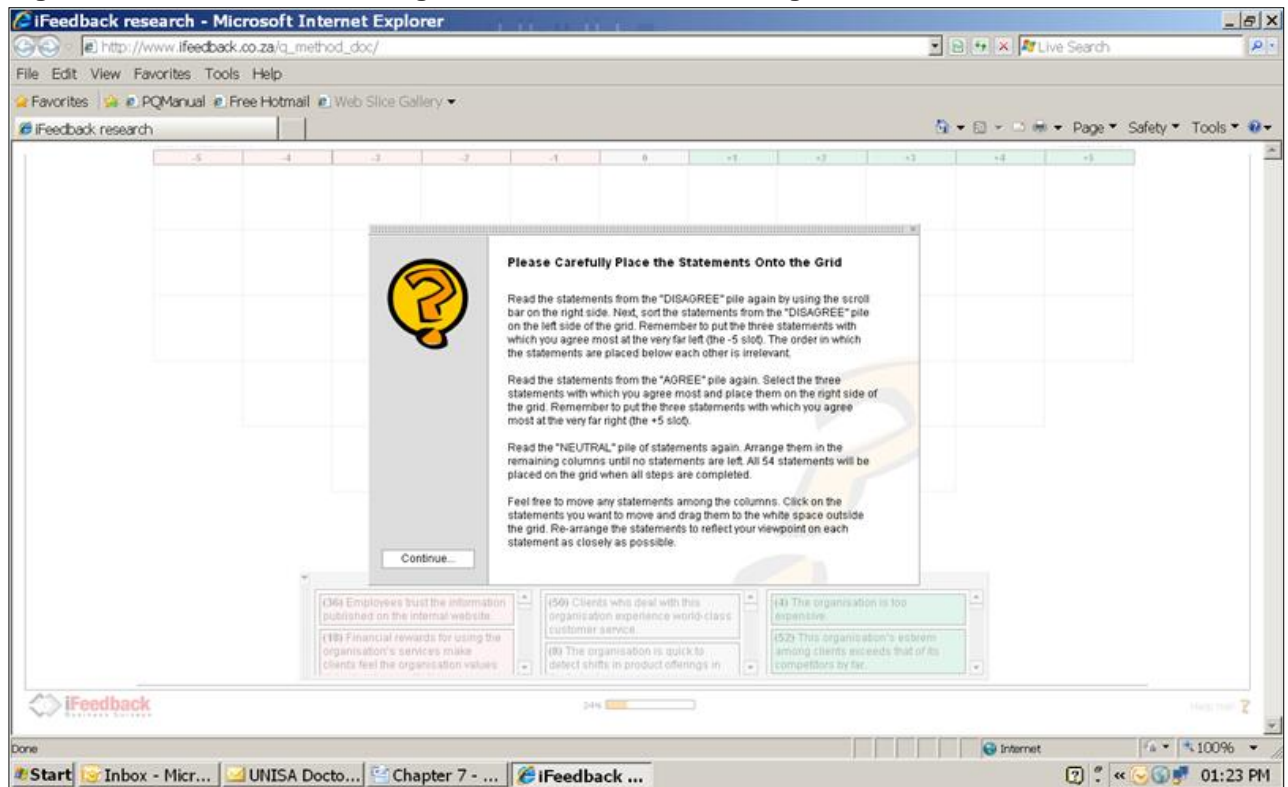 iFeedback research - Microsoft Internet Explorer
http://www.ifeedback.co.za/q_method_doc/
Live Search
File Edit View Favorites Tools Help
Favorites PQManual Free Hotmail Web Slice Gallery
iFeedback research
Page Safety Tools
-5 -4 -3 -2 -1 0 +1 +2 +3 +4 +5
Please Carefully Place the Statements Onto the Grid
Read the statements from the "DISAGREE" pile again by using the scroll
bar on the right side. Next, sort the statements from the "DISAGREE" pile
on the left side of the grid. Remember to put the three statements with
which you agree most at the very far left (the -5 slot). The order in which
the statements are placed below each other is irrelevant.
Read the statements from the "AGREE" pile again. Select the three
statements with which you agree most and place them on the right side of
the grid. Remember to put the three statements with which you agree
most at the very far right (the +5 slot).
Read the "NEUTRAL" pile of statements again. Arrange them in the
remaining columns until no statements are left. All 54 statements will be
placed on the grid when all steps are completed.
Feel free to move any statements among the columns. Click on the
statements you want to move and drag them to the white space outside
the grid. Re-arrange the statements to reflect your viewpoint on each
statement as closely as possible.
Continue...
(36) Employees trust the information
published on the internal website.
(18) Financial rewards for using the
organisation's services make
clients feel the organisation values
(50) Clients who deal with this
organisation experience world-class
customer service.
(8) The organisation is quick to
detect shifts in product offerings in
(4) The organisation is too
expensive.
(52) This organisation's esteem
among clients exceeds that of its
competitors by far.
iFeedback
24%
Done
Internet
100%
Start Inbox - Micr... UNISA Docto... Chapter 7 - ... iFeedback ... 01:23 PM